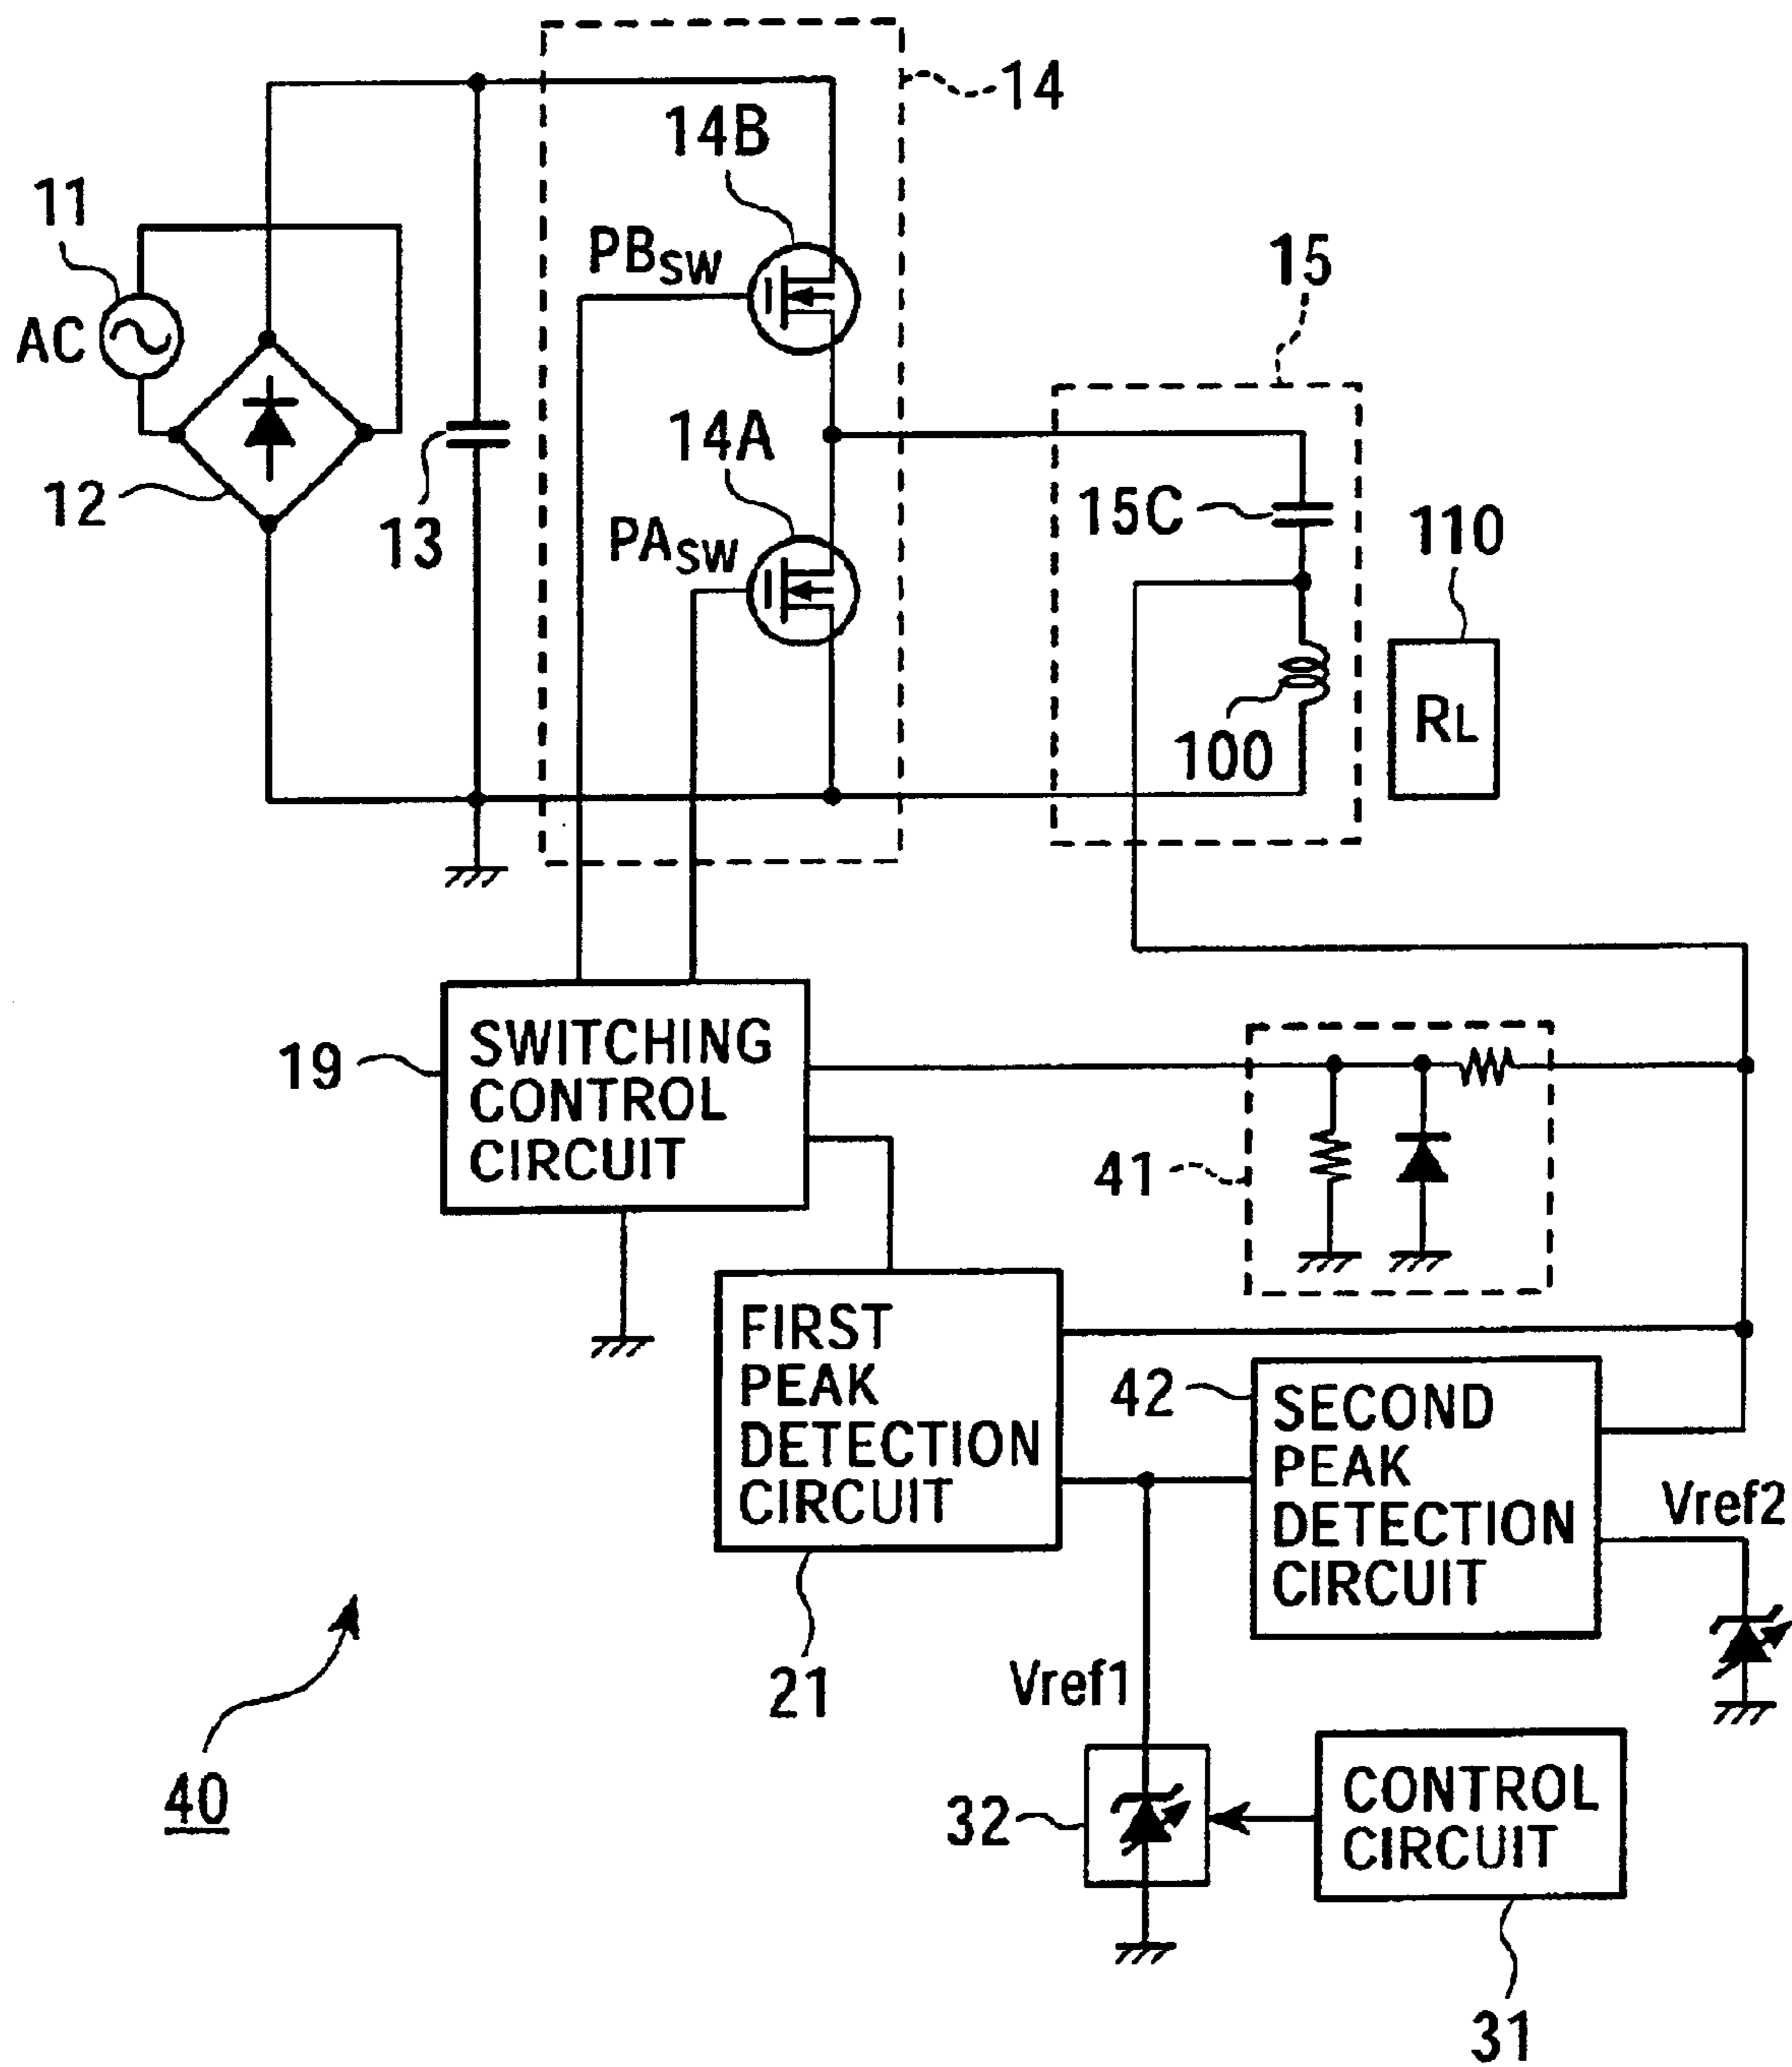 14
14B
11
PBSW
15
AC
14A
12
13
15C
110
PASW
100
RL
19
SWITCHING
CONTROL
CIRCUIT
41
FIRST
PEAK
DETECTION
CIRCUIT
42
SECOND
PEAK
DETECTION
CIRCUIT
Vref2
21
Vref1
40
32
CONTROL
CIRCUIT
31